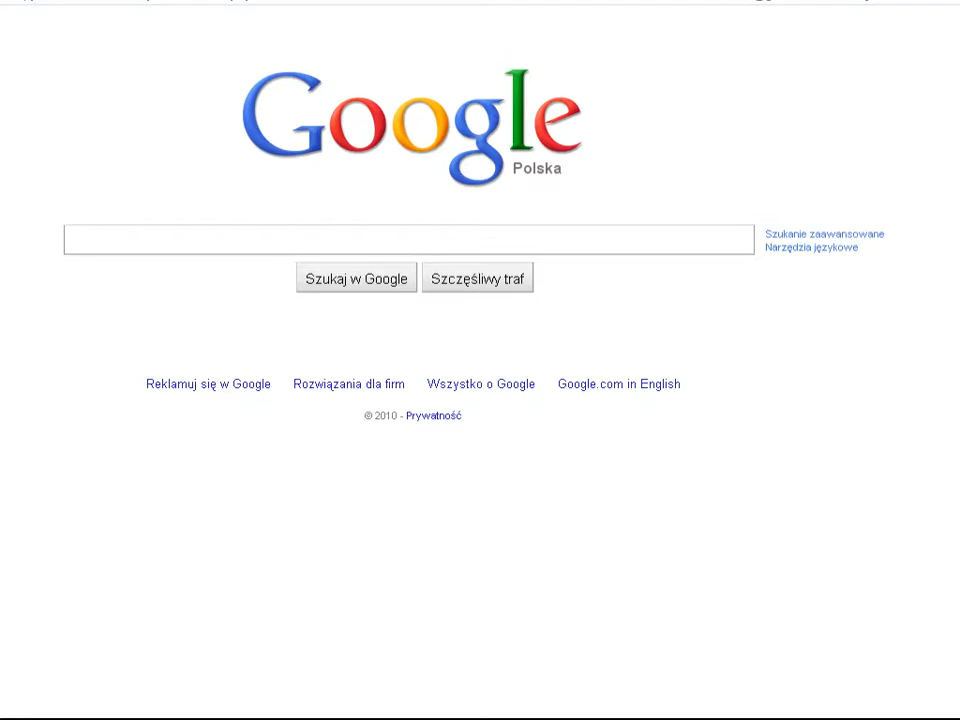 Google
Polska
Szukanie zaawansowane
Narzędzia językowe
Szukaj w Google Szczęśliwy traf
Reklamuj się w Google Rozwiązania dla firm Wszystko o Google Google.com in English
© 2010 - Prywatność